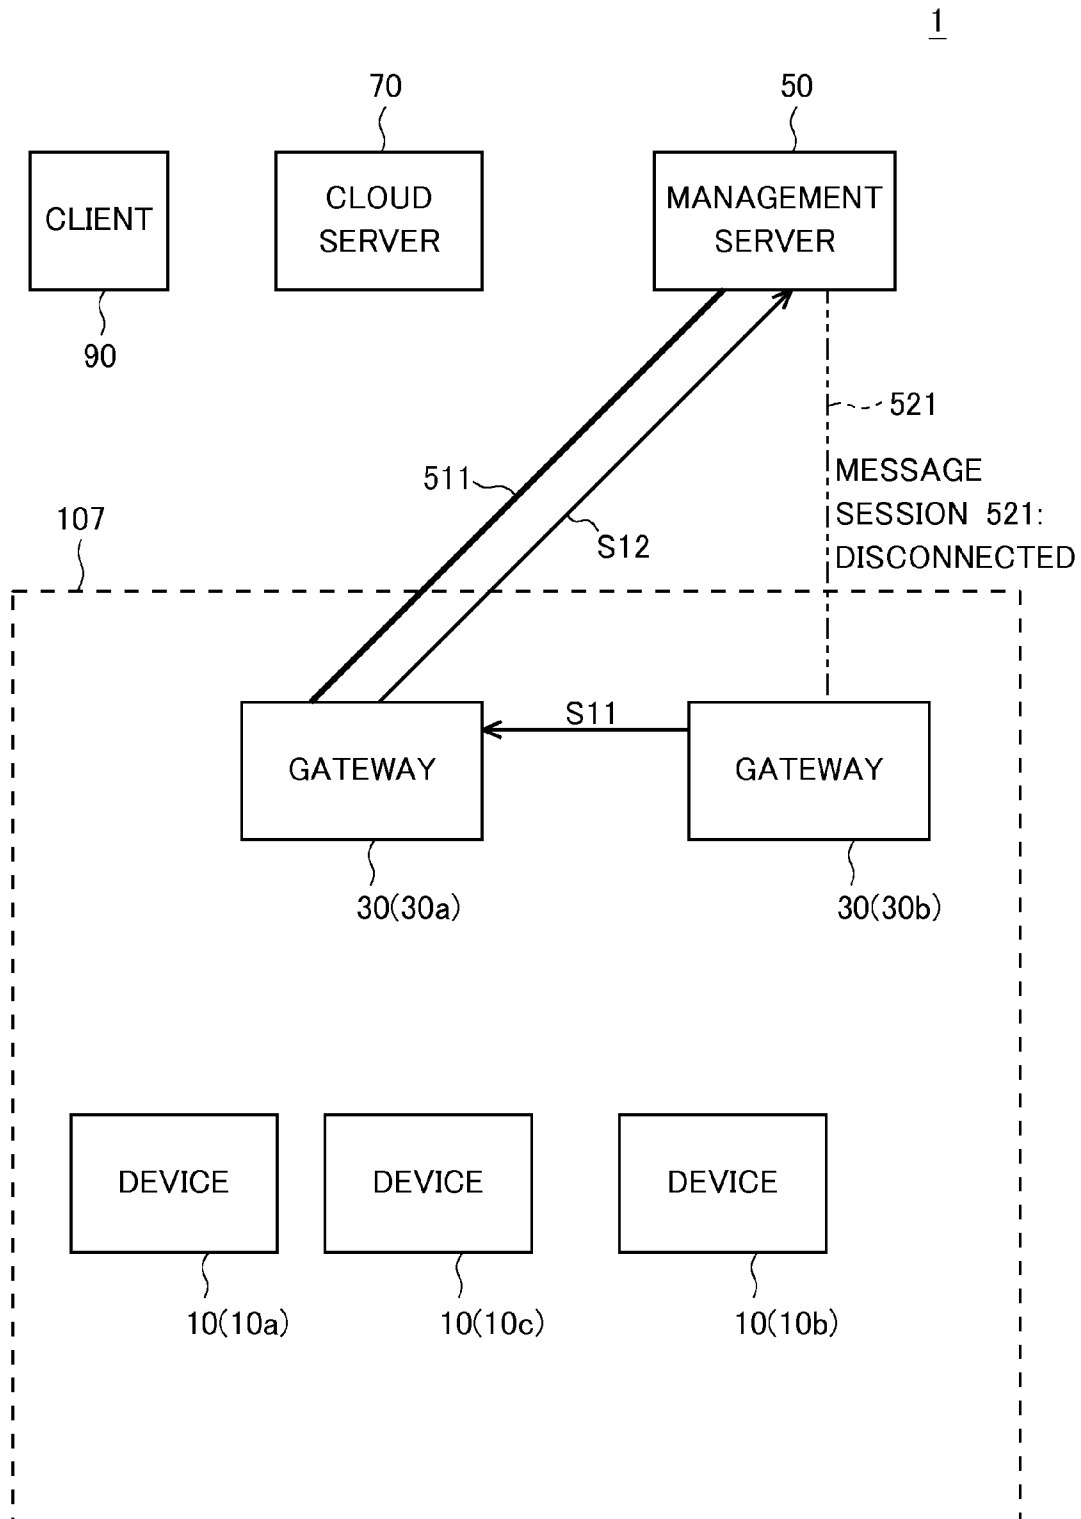 1
70
50
CLIENT
CLOUD
SERVER
MANAGEMENT
SERVER
90
521
511
MESSAGE
SESSION 521:
DISCONNECTED
S12
107
S11
GATEWAY
GATEWAY
30(30a)
30(30b)
DEVICE
DEVICE
DEVICE
10(10a)
10(10c)
10(10b)